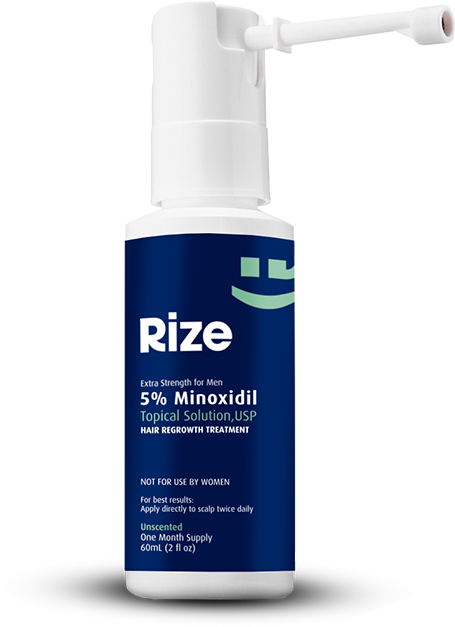 Rize
Extra Strength for Men
5% Minoxidil
Topical Solution,USP
HAIR REGROWTH TREATMENT
NOT FOR USE BY WOMEN
For best results:
Apply directly to scalp twice daily
Unscented
One Month Supply
60mL (2 fl oz)